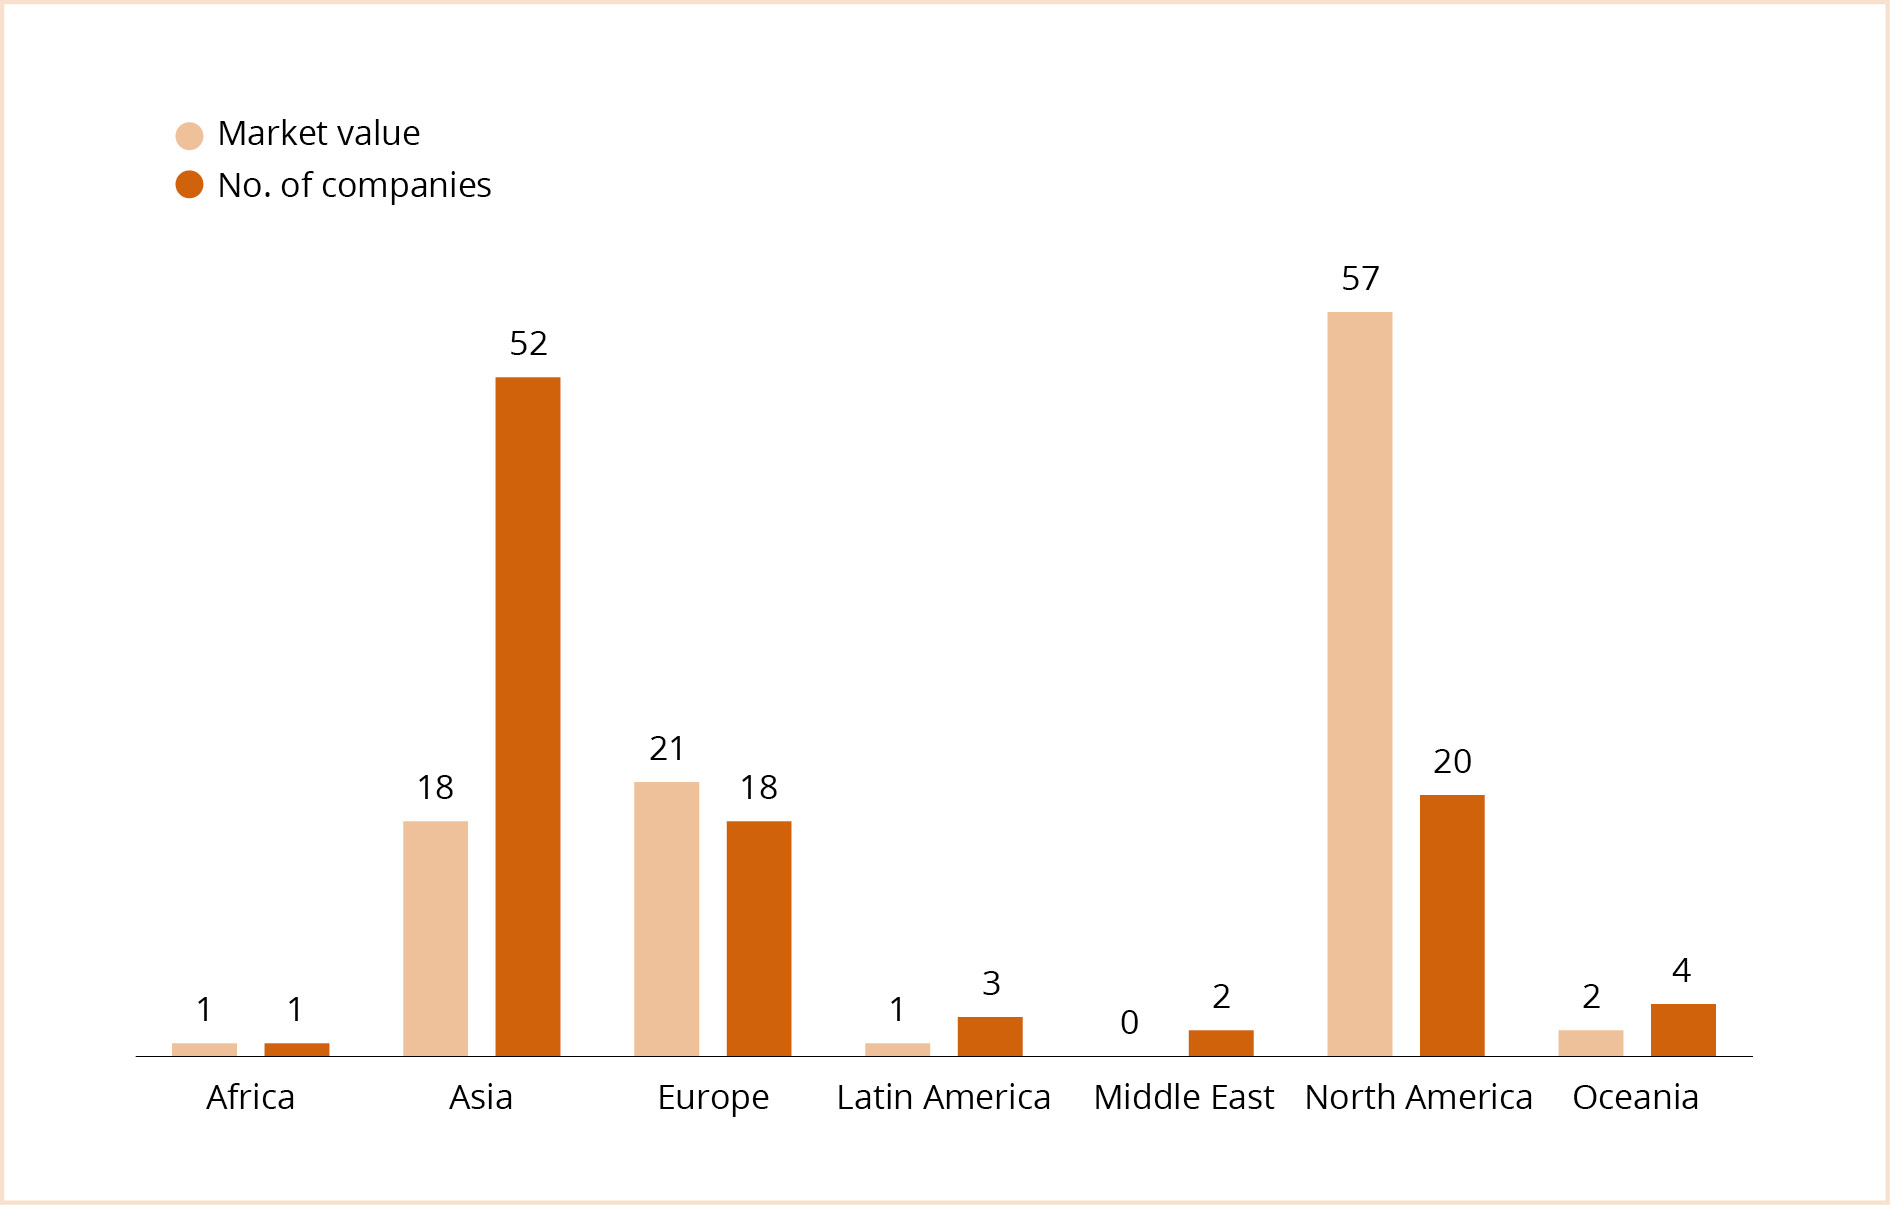 Market value
No. of companies
57
52
21
20
18
18
4
3
2
2
1
1
1
0
Africa
Asia
Europe
Latin America
Middle East
North America
Oceania